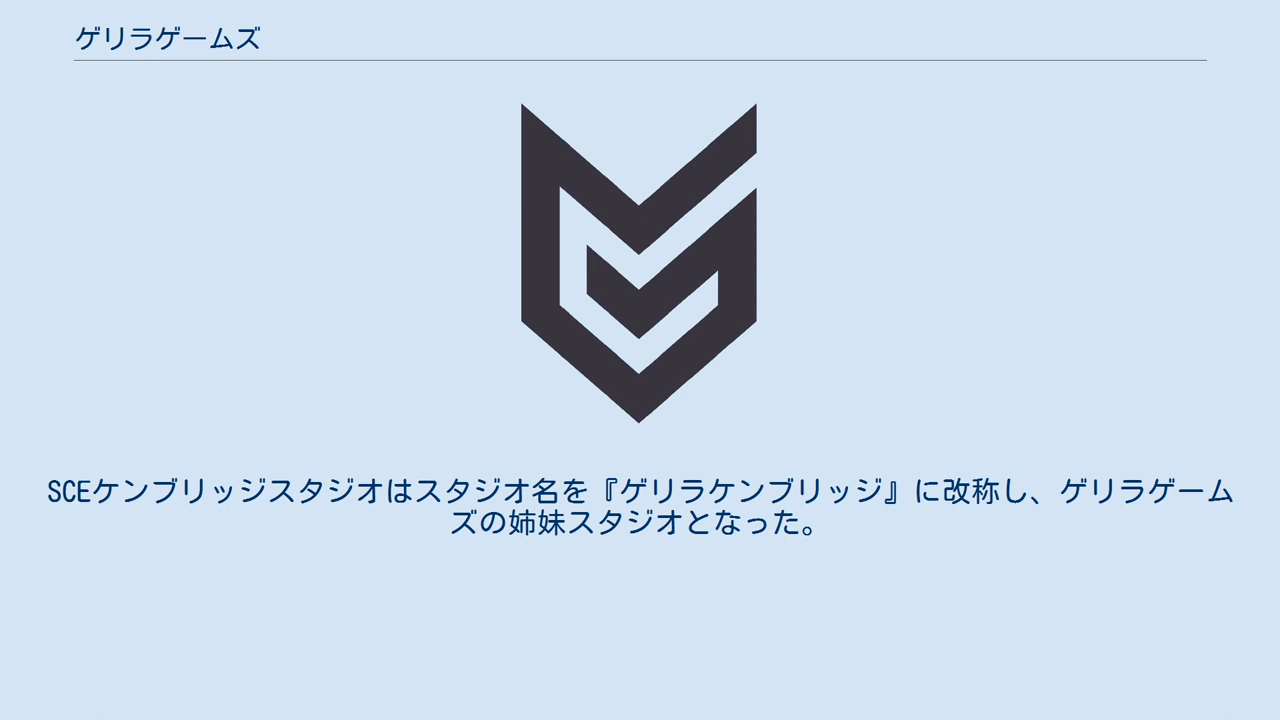 ゲリラゲームズ
SCEケンブリッジスタジオはスタジオ名を『ゲリラケンブリッジ』に改称し、ゲリラゲーム
ズの姉妹スタジオとなった。